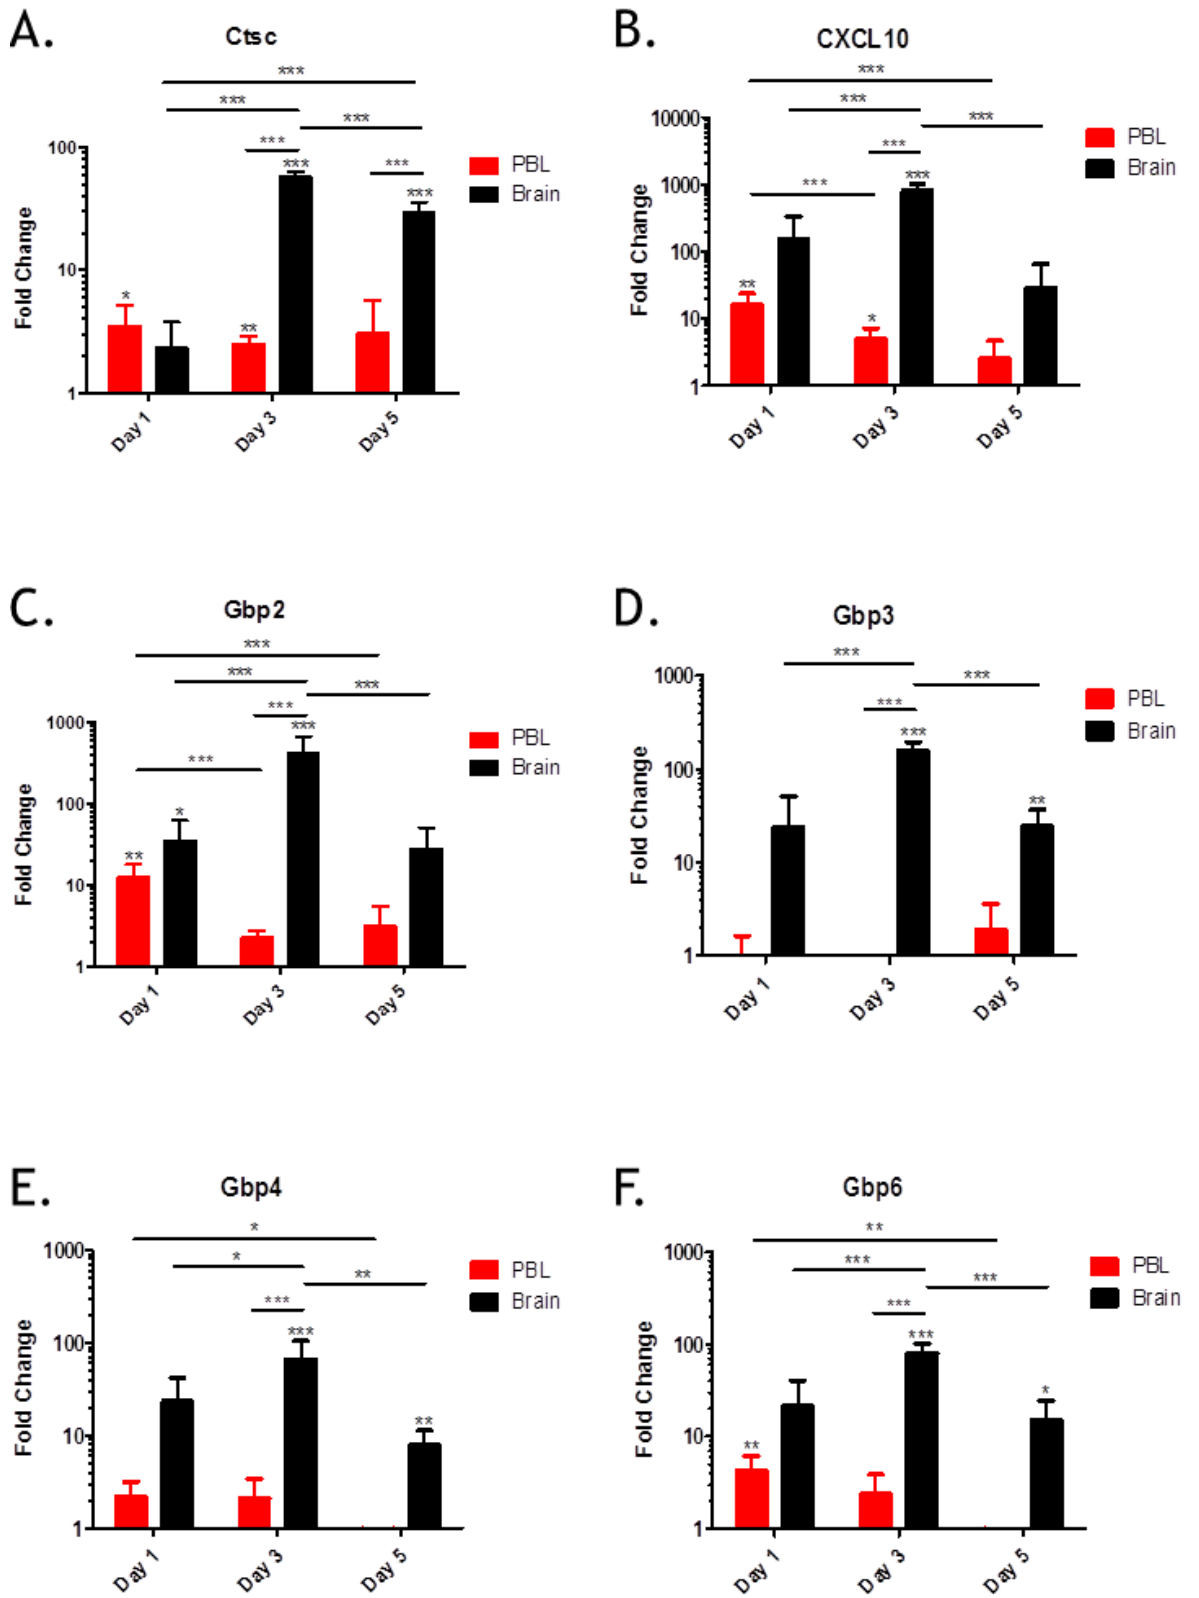 A.
Ctsc
***
***
***
***
***
***
***
*
**
100
10
1
Fold Change
Day 1
Day 3
Day 5
PBL
Brain
B.
CXCL10
***
***
***
***
***
***
**
*
10000
1000
100
10
1
Fold Change
Day 1
Day 3
Day 5
PBL
Brain
C.
Gbp2
***
***
***
***
***
***
*
**
1000
100
10
1
Fold Change
Day 1
Day 3
Day 5
PBL
Brain
D.
Gbp3
***
***
***
***
**
1000
100
10
1
Fold Change
Day 1
Day 3
Day 5
PBL
Brain
E.
Gbp4
*
*
**
***
***
**
1000
100
10
1
Fold Change
Day 1
Day 3
Day 5
PBL
Brain
F.
Gbp6
**
***
***
***
***
*
**
1000
100
10
1
Fold Change
Day 1
Day 3
Day 5
PBL
Brain